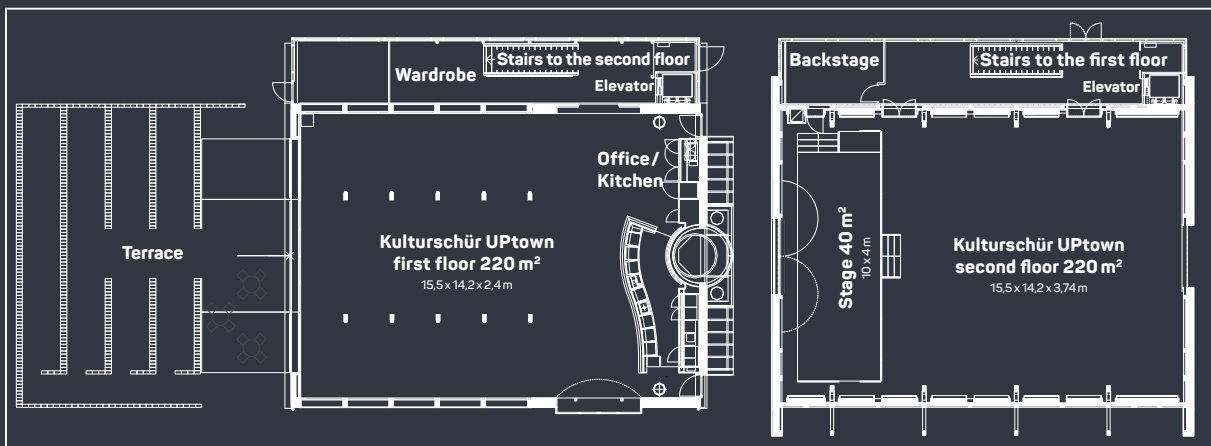 Wardrobe
Stairs to the second floor
Elevator
Office/
Kitchen
Terrace
Kulturschür UPtown
first floor 220 m²
15,5 x 14,2 x 2,4 m
Backstage
Stairs to the first floor
Elevator
Stage 40 m²
10 x 4 m
Kulturschür UPtown
second floor 220 m²
15,5 x 14,2 x 3,74 m